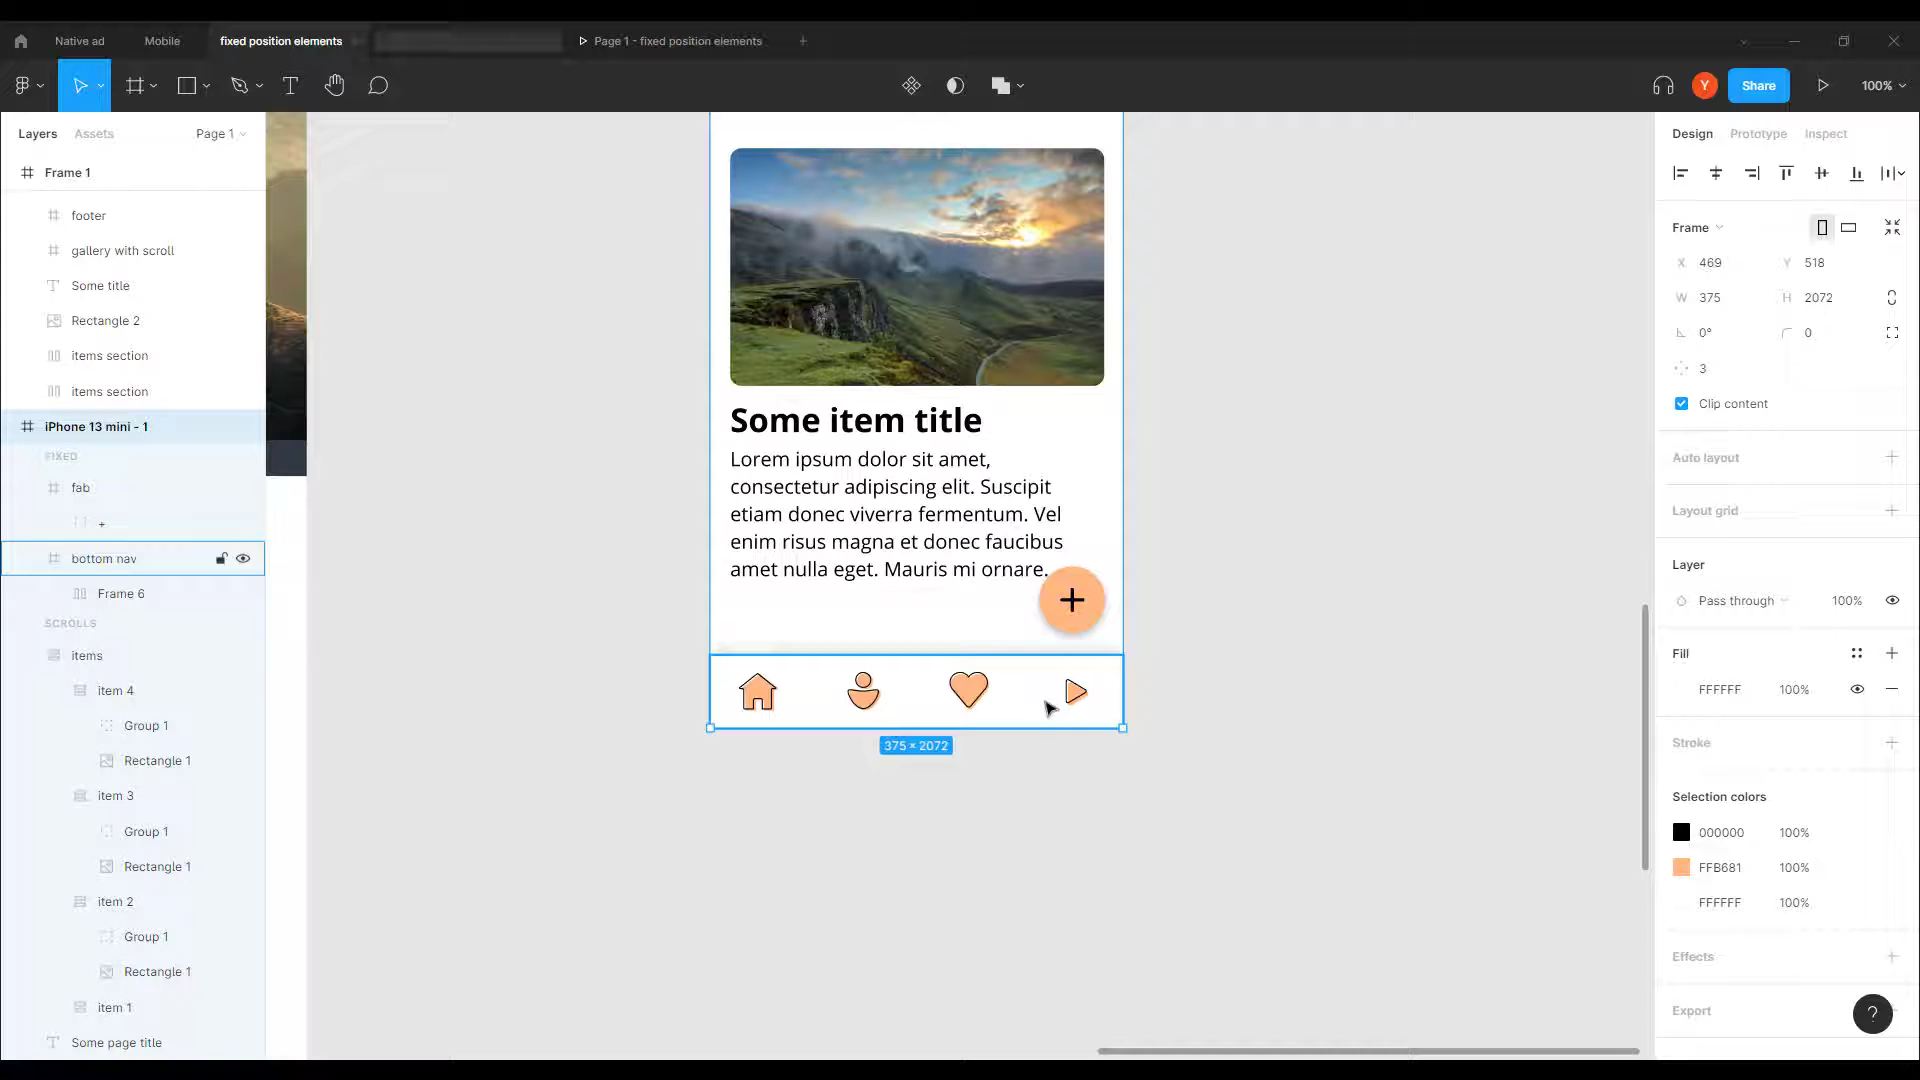 Native ad
Mobile
fixed position elements
Page 1 - fixed position elements
Y
Share
100%
Layers
Assets
Page 1
Design
Prototype
Inspect
Frame 1
footer
gallery with scroll
Some title
Rectangle 2
items section
items section
iPhone 13 mini - 1
FIXED
fab
+
bottom nav
Frame 6
SCROLLS
items
item 4
Group 1
Rectangle 1
item 3
Group 1
Rectangle 1
item 2
Group 1
Rectangle 1
item 1
Some page title
Some item title
Lorem ipsum dolor sit amet,
consectetur adipiscing elit. Suscipit
etiam donec viverra fermentum. Vel
enim risus magna et donec faucibus
amet nulla eget. Mauris mi ornare.
+
375 × 2072
Frame
X 469 Y 518
W 375 H 2072
0° 0
3
Clip content
Auto layout
Layout grid
Layer
Pass through 100%
Fill
FFFFFF 100%
Stroke
Selection colors
000000 100%
FFB681 100%
FFFFFF 100%
Effects
Export
?